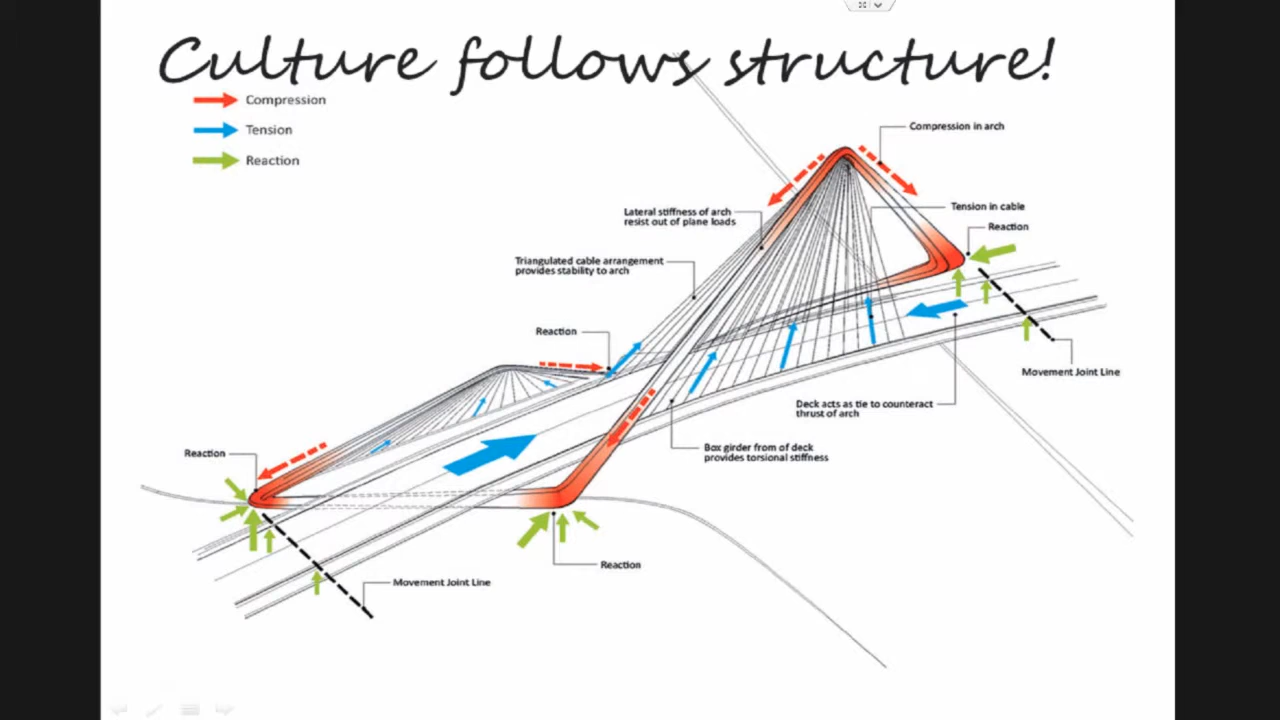 Culture follows structure!
Compression
Tension
Reaction
Compression in arch
Tension in cable
Reaction
Lateral stiffness of arch
resist out of plane loads
Triangulated cable arrangement
provides stability to arch
Reaction
Movement Joint Line
Deck acts as tie to counteract
thrust of arch
Box girder from of deck
provides torsional stiffness
Reaction
Reaction
Movement Joint Line